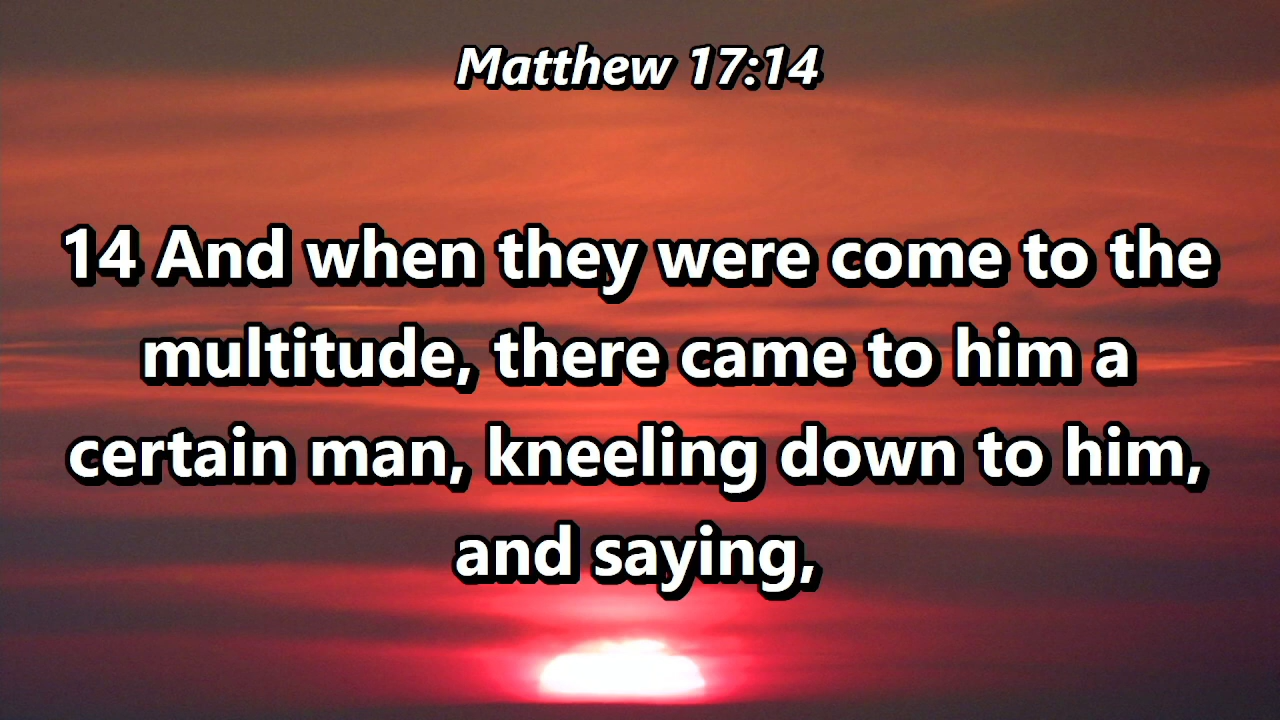 Matthew 17:14
14 And when they were come to the
multitude, there came to him a
certain man, kneeling down to him,
and saying,